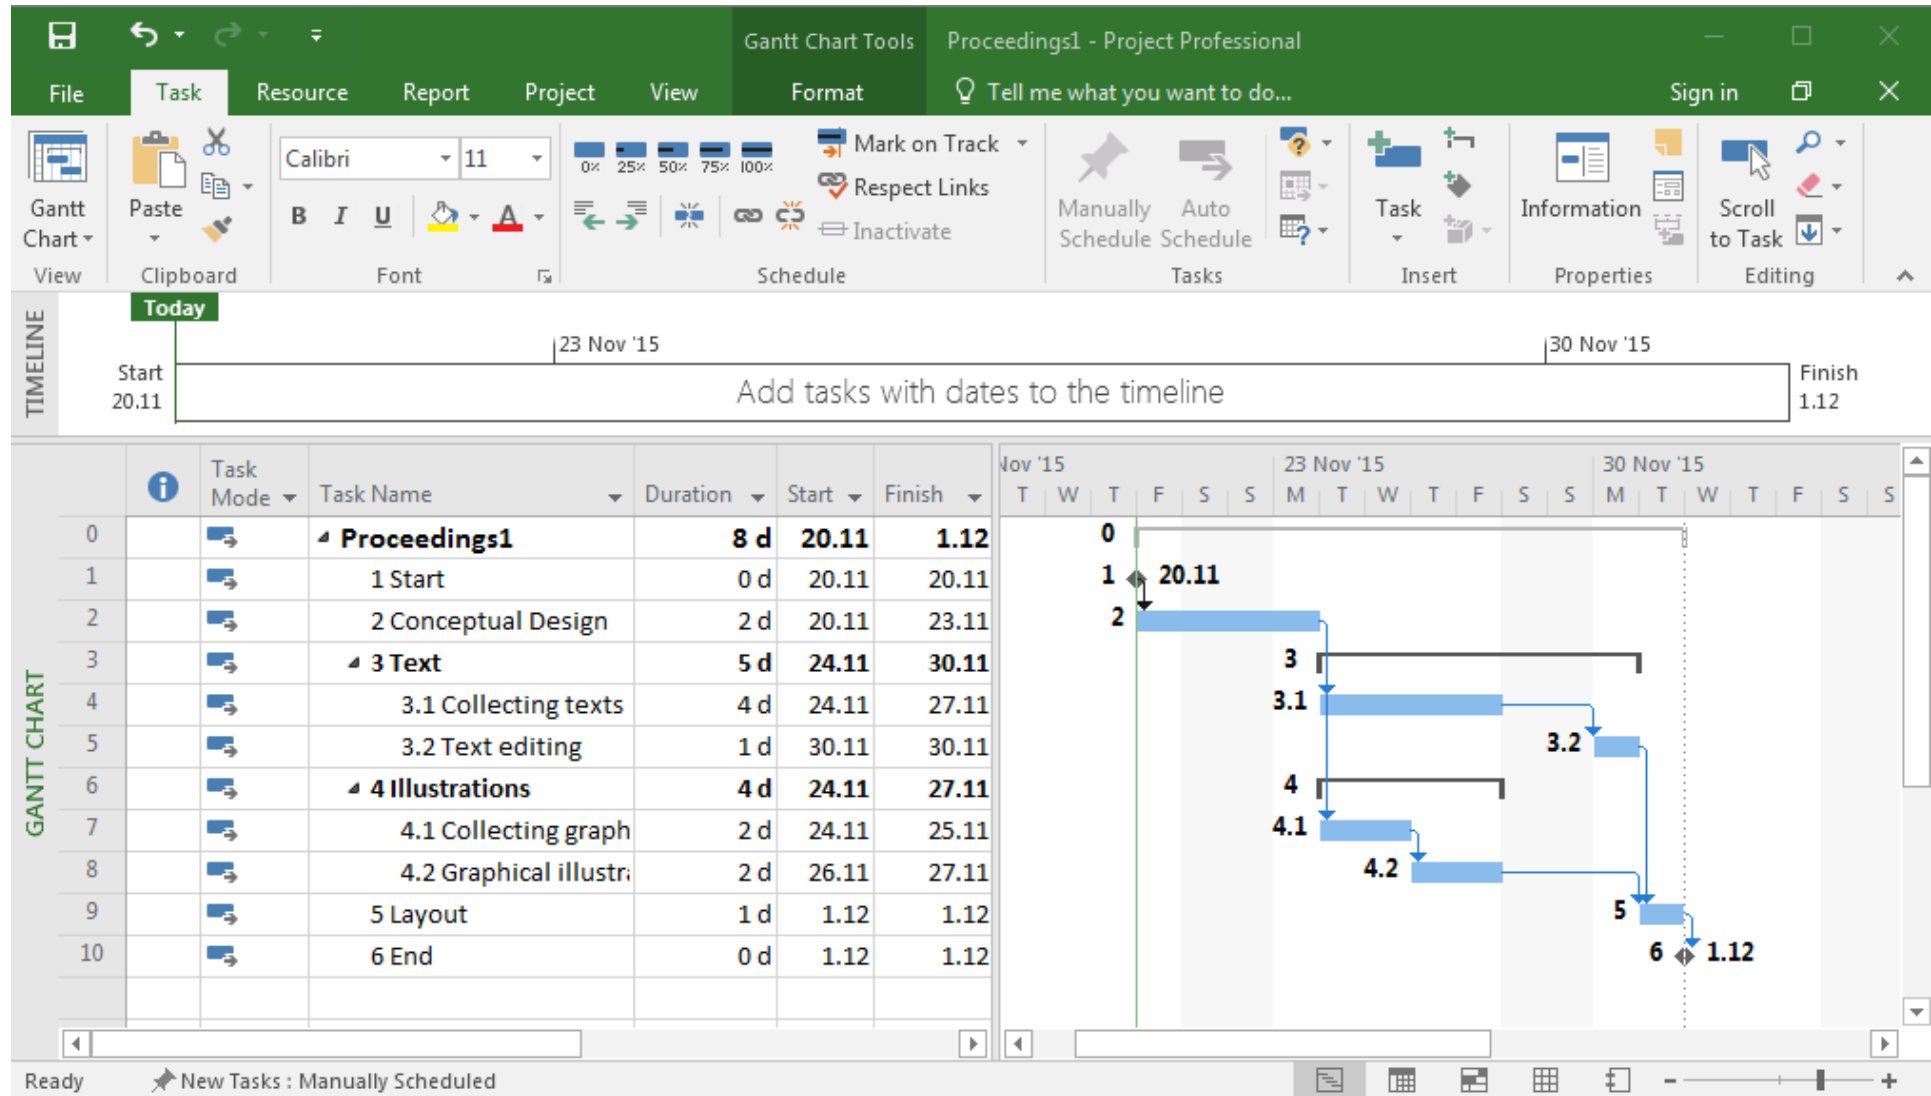 Gantt Chart Tools Proceedings1 - Project Professional
File Task Resource Report Project View Format Tell me what you want to do... Sign in
Calibri 11
0% 25% 50% 75% 100%
Mark on Track
Respect Links
Inactivate
Gantt Chart
Paste
B I U A
Manually Schedule
Auto Schedule
Task
Information
Scroll to Task
View Clipboard Font Schedule Tasks Insert Properties Editing
TIMELINE
Today
23 Nov '15 30 Nov '15
Start
20.11
Add tasks with dates to the timeline
Finish
1.12
GANTT CHART
Task Mode Task Name Duration Start Finish
0 Proceedings1 8 d 20.11 1.12
1 1 Start 0 d 20.11 20.11
2 2 Conceptual Design 2 d 20.11 23.11
3 3 Text 5 d 24.11 30.11
4 3.1 Collecting texts 4 d 24.11 27.11
5 3.2 Text editing 1 d 30.11 30.11
6 4 Illustrations 4 d 24.11 27.11
7 4.1 Collecting graph 2 d 24.11 25.11
8 4.2 Graphical illustr 2 d 26.11 27.11
9 5 Layout 1 d 1.12 1.12
10 6 End 0 d 1.12 1.12
Nov '15 23 Nov '15 30 Nov '15
T W T F S S M T W T F S S M T W T F S S
0
1 20.11
2
3
3.1
3.2
4
4.1
4.2
5
6 1.12
Ready New Tasks : Manually Scheduled